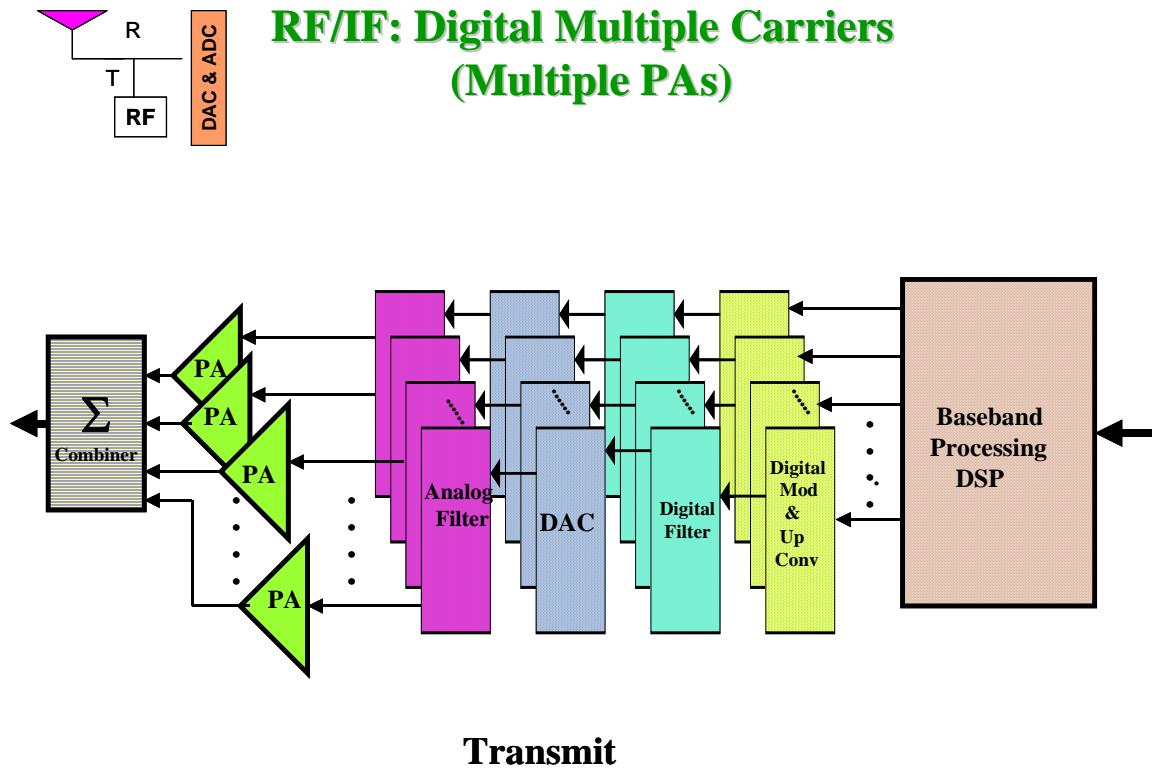 RF/IF: Digital Multiple Carriers
(Multiple PAs)
R
T
RF
DAC & ADC
Σ
Combiner
PA
PA
PA
PA
Analog
Filter
DAC
Digital
Filter
Digital
Mod
&
Up
Conv
Baseband
Processing
DSP
Transmit